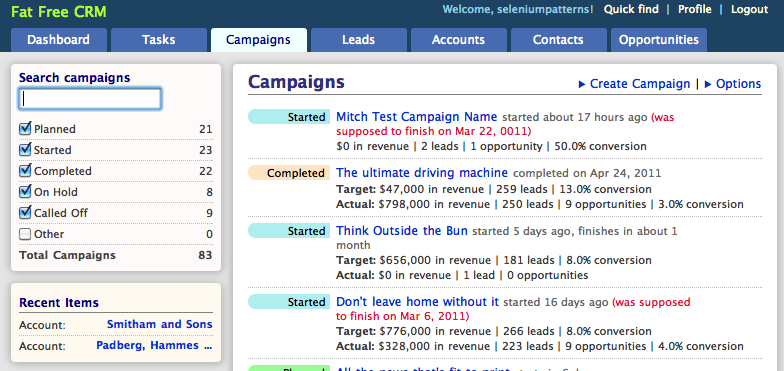 Fat Free CRM
Welcome, seleniumpatterns! Quick find | Profile | Logout
Dashboard Tasks Campaigns Leads Accounts Contacts Opportunities
Search campaigns
Planned 21
Started 23
Completed 22
On Hold 8
Called Off 9
Other 0
Total Campaigns 83
Recent Items
Account: Smitham and Sons
Account: Padberg, Hammes ...
Campaigns
▶ Create Campaign | ▶ Options
Started Mitch Test Campaign Name started about 17 hours ago (was
supposed to finish on Mar 22, 0011)
$0 in revenue | 2 leads | 1 opportunity | 50.0% conversion
Completed The ultimate driving machine completed on Apr 24, 2011
Target: $47,000 in revenue | 259 leads | 13.0% conversion
Actual: $798,000 in revenue | 250 leads | 9 opportunities | 3.0% conversion
Started Think Outside the Bun started 5 days ago, finishes in about 1
month
Target: $656,000 in revenue | 181 leads | 8.0% conversion
Actual: $0 in revenue | 1 lead | 0 opportunities
Started Don't leave home without it started 16 days ago (was supposed
to finish on Mar 6, 2011)
Target: $776,000 in revenue | 266 leads | 8.0% conversion
Actual: $328,000 in revenue | 223 leads | 9 opportunities | 4.0% conversion